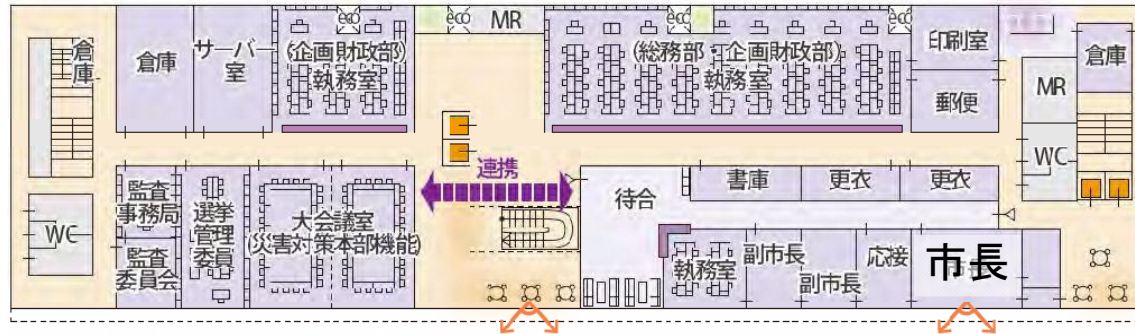 倉庫
倉庫
サーバー
室
(企画財政部)
執務室
eco
MR
eco
eco
(総務部・企画財政部)
執務室
eco
印刷室
郵便
MR
倉庫
WC
WC
監査
事務局
監査
委員会
選挙
管理
委員
大会議室
(災害対策本部機能)
連携
待合
書庫
更衣
更衣
執務室
副市長
副市長
応接
市長